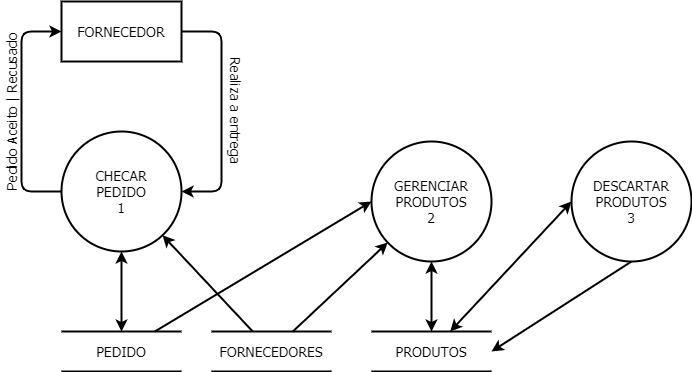 FORNECEDOR
Pedido Aceito | Recusado
Realiza a entrega
CHECAR
PEDIDO
1
GERENCIAR
PRODUTOS
2
DESCARTAR
PRODUTOS
3
PEDIDO
FORNECEDORES
PRODUTOS